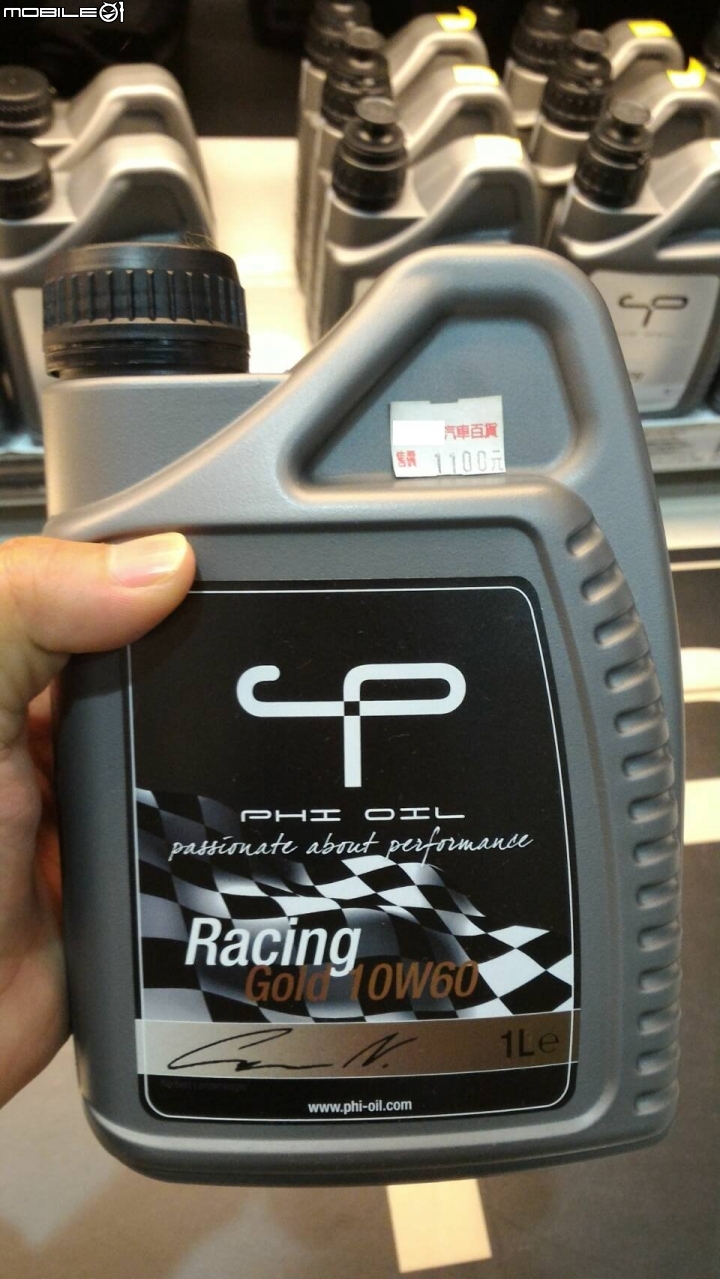 MOBILE01
汽車百貨
售價 1100元
PHI OIL
passionate about performance
Racing
Gold 10W60
1L e
www.phi-oil.com